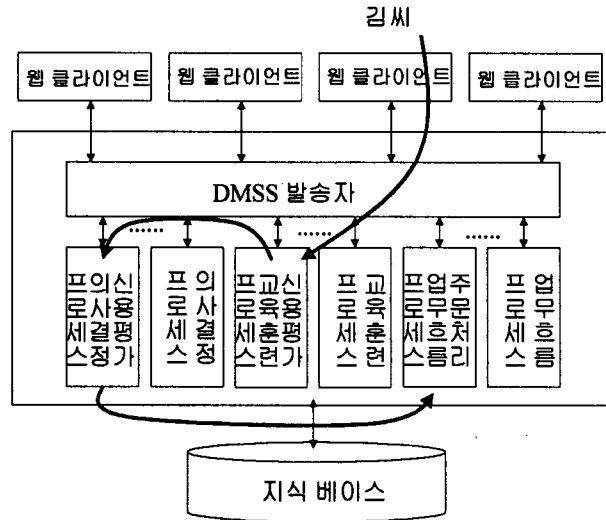 김씨
웹 클라이언트
웹 클라이언트
웹 클라이언트
웹 클라이언트
DMSS 발송자
신용평가
의사결정
프로세스
의사결정
프로세스
신용평가
교육훈련
프로세스
교육훈련
프로세스
주문처리
업무흐름
프로세스
업무흐름
프로세스
지식 베이스